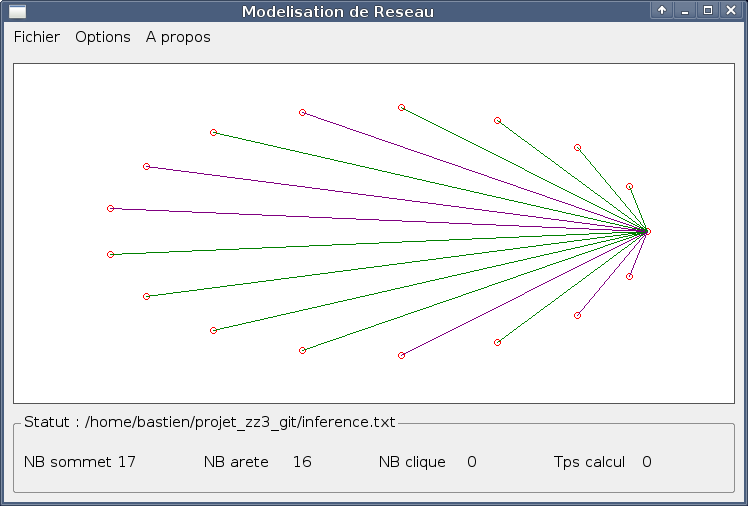 Modelisation de Reseau
Fichier Options A propos
Statut : /home/bastien/projet_zz3_git/inference.txt
NB sommet 17 NB arete 16 NB clique 0 Tps calcul 0